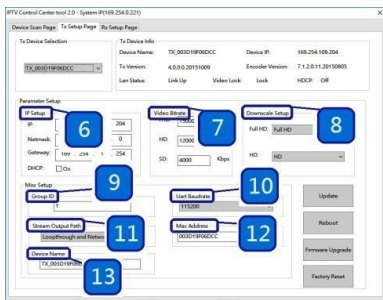 IPTV Control Center tool 2.0 - System IP(169.254.0.221)
Device Scan Page Tx Setup Page Rx Setup Page
Tx Device Selection
TX_003D19F06DCC
Tx Device Info
Device Name: TX_003D19F06DCC Device IP: 169.254.109.204
Tx Version: 4.0.0.0.20151009 Encoder Version: 7.1.2.0.11.20150805
Lan Status: Link Up Video Lock: Lock HDCP: Off
Parameter Setup
IP Setup
IP: 204
Netmask: 0
Gateway: 254
DHCP: On
6
Video Bitrate
HD: 12000
SD: 4000 Kbps
7
Downscale Setup
Full HD: Full HD
HD: HD
8
Misc Setup
Group ID
1
9
Uart Baudrate
115200
10
Stream Output Path
Loopthrough and Netwo
11
Mac Address
003D19F06DCC
12
Device Name
TX_003D19F06D
13
Update
Reboot
Firmware Upgrade
Factory Reset